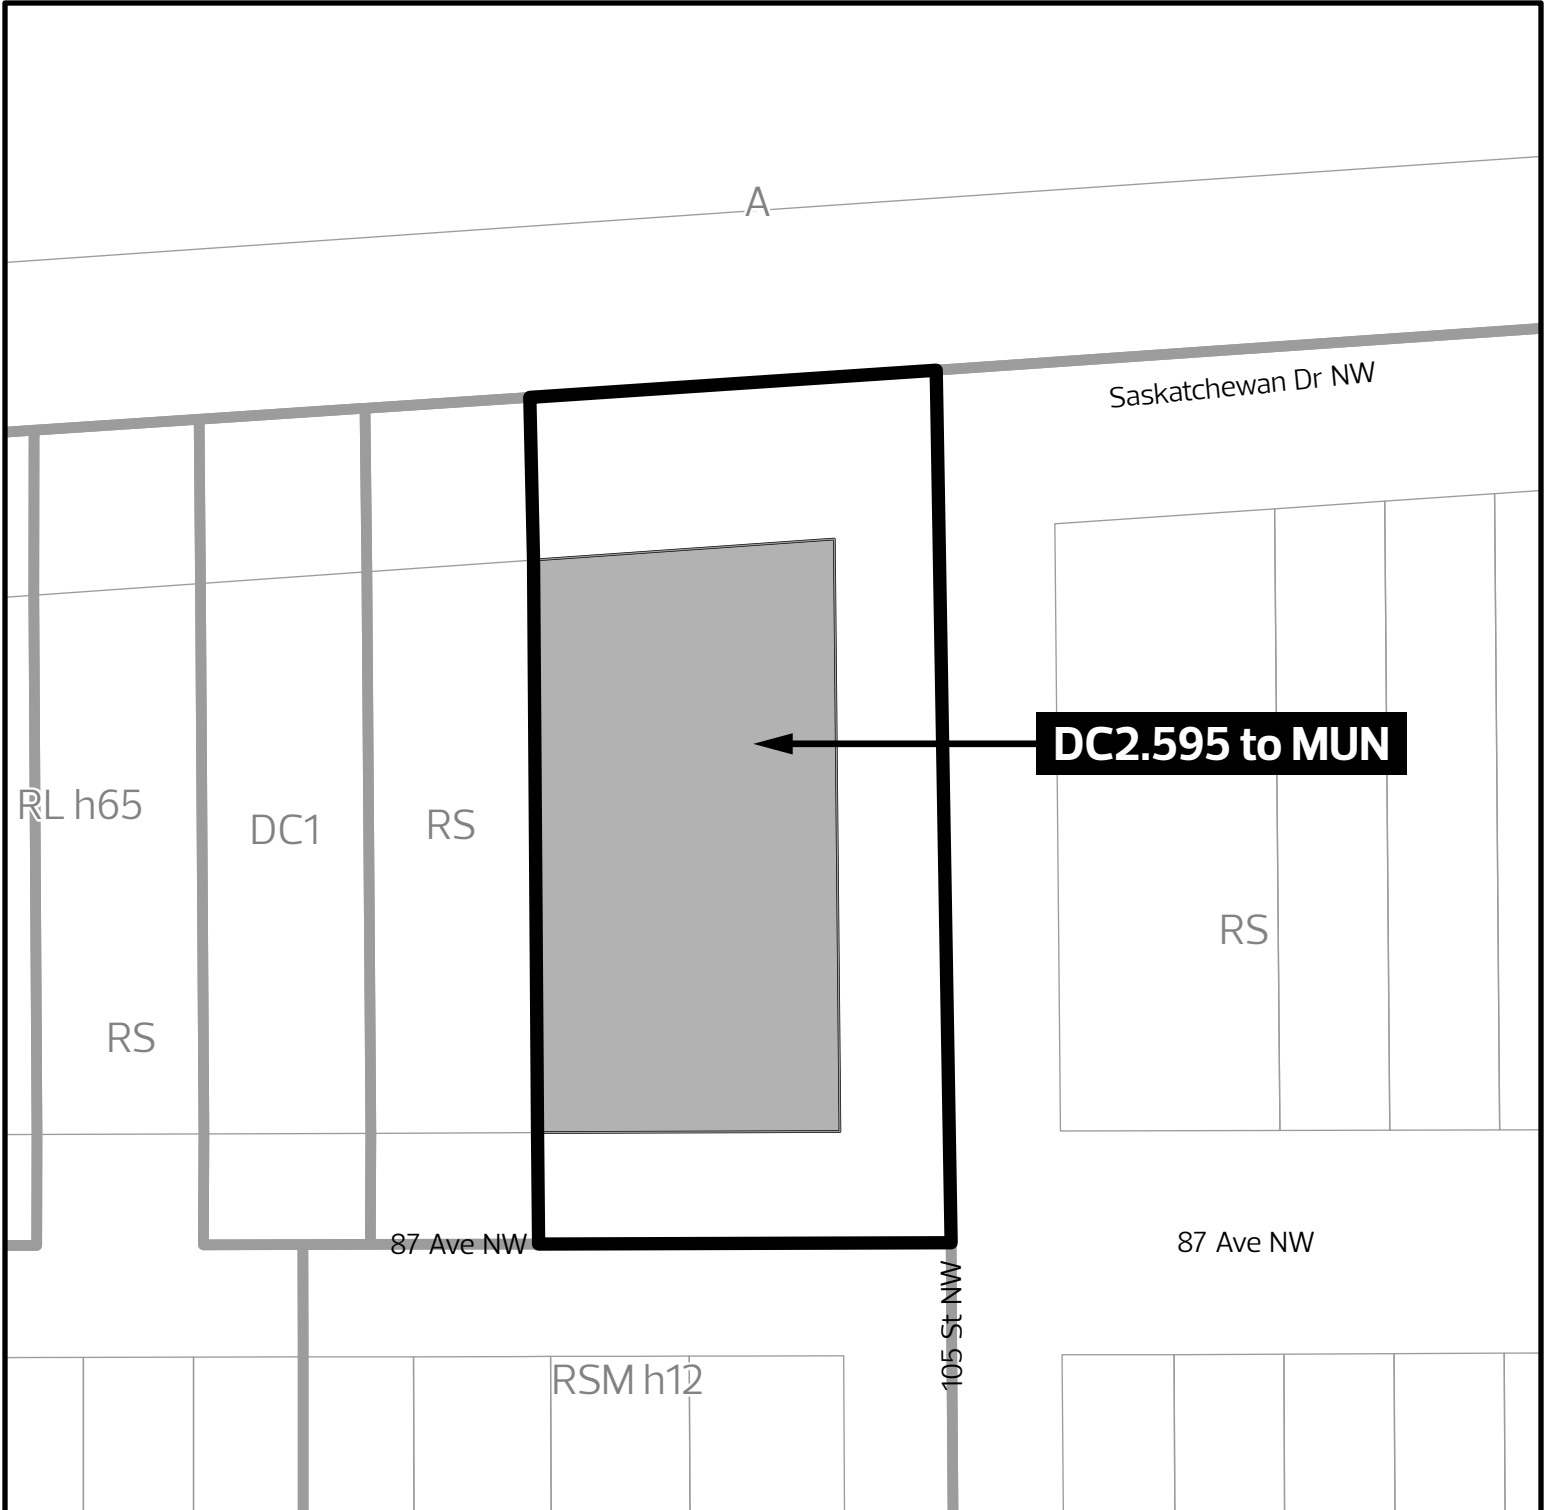 A
Saskatchewan Dr NW
DC2.595 to MUN
RL h65
DC1
RS
RS
RS
87 Ave NW
87 Ave NW
105 St NW
RSM h12